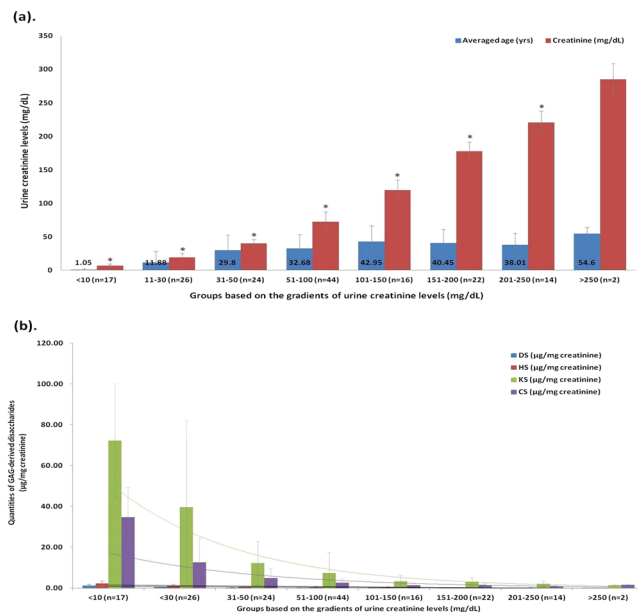 (a).
350
300
250
200
150
100
50
0
Urine creatinine levels (mg/dL)
Averaged age (yrs) Creatinine (mg/dL)
* * * * * * *
1.05 11.88 29.8 32.68 42.95 40.45 38.01 54.6
<10 (n=17) 11-30 (n=26) 31-50 (n=24) 51-100 (n=44) 101-150 (n=16) 151-200 (n=22) 201-250 (n=14) >250 (n=2)
Groups based on the gradients of urine creatinine levels (mg/dL)
(b).
120.00
100.00
80.00
60.00
40.00
20.00
0.00
Quantities of GAG-derived disaccharides
(µg/mg creatinine)
DS (µg/mg creatinine)
HS (µg/mg creatinine)
KS (µg/mg creatinine)
CS (µg/mg creatinine)
<10 (n=17) <30 (n=26) 31-50 (n=24) 51-100 (n=44) 101-150 (n=16) 151-200 (n=22) 201-250 (n=14) >250 (n=2)
Groups based on the gradients of urine creatinine levels (mg/dL)